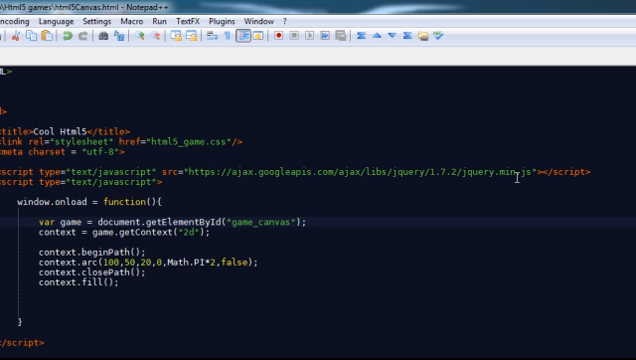 \Html5 games\html5Canvas.html - Notepad++
ncoding Language Settings Macro Run TextFX Plugins Window ?
ML>
>
<title>Cool Html5</title>
<link rel="stylesheet" href="html5_game.css"/>
<meta charset = "utf-8">
<script type="text/javascript" src="https://ajax.googleapis.com/ajax/libs/jquery/1.7.2/jquery.min.js"></script>
<script type="text/javascript">
window.onload = function(){
var game = document.getElementById("game_canvas");
context = game.getContext("2d");
context.beginPath();
context.arc(100,50,20,0,Math.PI*2,false);
context.closePath();
context.fill();
}
</script>